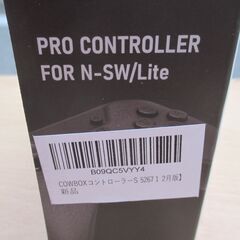 PRO CONTROLLER
FOR N-SW/Lite
B09QC5VYY4
COWBOXコントローラーS 5267 1 2月版】
新品